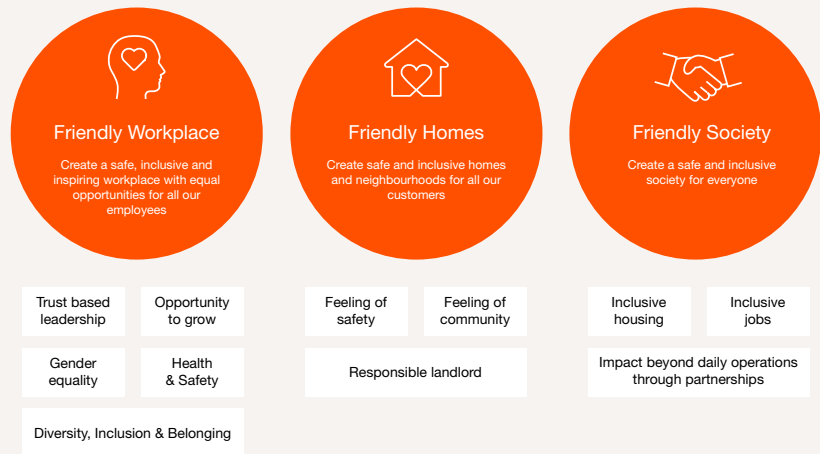 Friendly Workplace
Create a safe, inclusive and
inspiring workplace with equal
opportunities for all our
employees
Friendly Homes
Create safe and inclusive homes
and neighbourhoods for all our
customers
Friendly Society
Create a safe and inclusive
society for everyone
Trust based
leadership
Opportunity
to grow
Gender
equality
Health
& Safety
Diversity, Inclusion & Belonging
Feeling of
safety
Feeling of
community
Responsible landlord
Inclusive
housing
Inclusive
jobs
Impact beyond daily operations
through partnerships